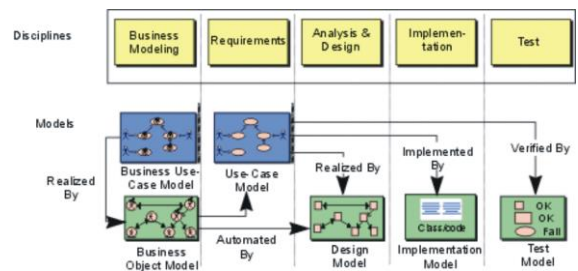 Disciplines
Business
Modeling
Requirements
Analysis &
Design
Implemen-
tation
Test
Models
Business Use-
Case Model
Use-Case
Model
Realized
By
Realized By
Implemented
By
Verified By
Automated
By
Business
Object Model
Design
Model
Class/code
Implementation
Model
OK
OK
Fail
Test
Model